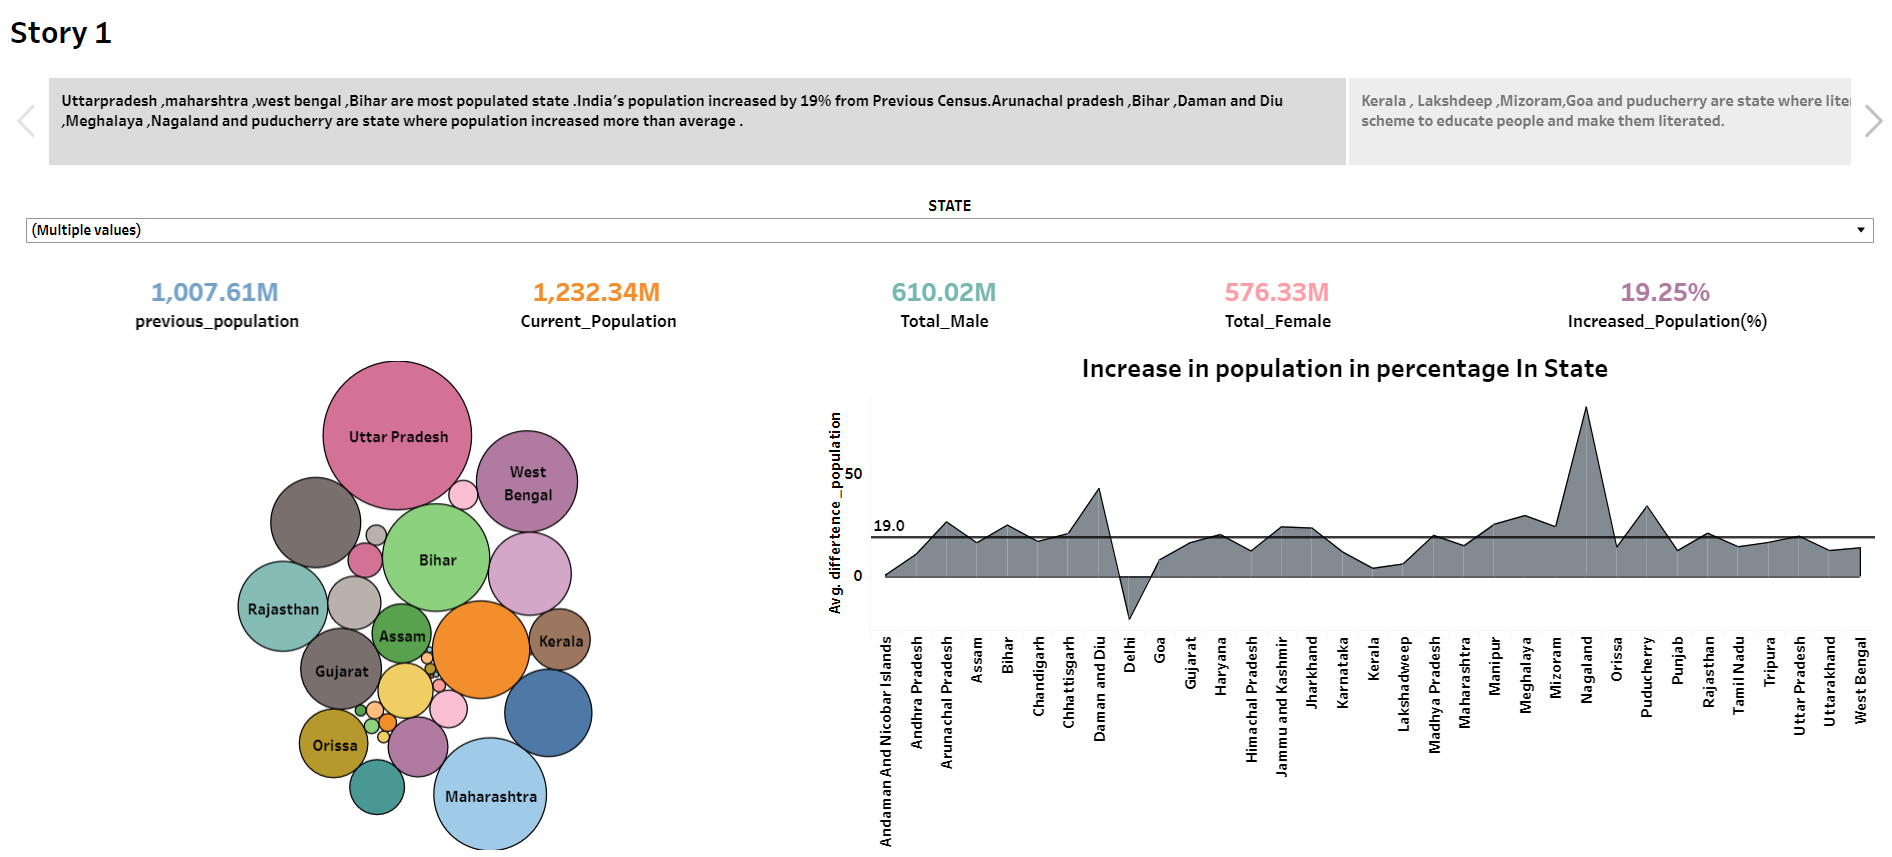 Story 1
Uttarpradesh ,maharshtra ,west bengal ,Bihar are most populated state .India's population increased by 19% from Previous Census.Arunachal pradesh ,Bihar ,Daman and Diu
,Meghalaya ,Nagaland and puducherry are state where population increased more than average .
Kerala , Lakshdeep ,Mizoram,Goa and puducherry are state where
scheme to educate people and make them literated.
STATE
(Multiple values)
1,007.61M
previous_population
1,232.34M
Current_Population
610.02M
Total_Male
576.33M
Total_Female
19.25%
Increased_Population(%)
Uttar Pradesh
West
Bengal
Bihar
Rajasthan
Assam
Kerala
Gujarat
Orissa
Maharashtra
Increase in population in percentage In State
Avg. differtence _population
50
19.0
0
Andaman And Nicobar Islands
Andhra Pradesh
Arunachal Pradesh
Assam
Bihar
Chandigarh
Chhattisgarh
Daman and Diu
Delhi
Goa
Gujarat
Haryana
Himachal Pradesh
Jammu and Kashmir
Jharkhand
Karnataka
Kerala
Lakshadweep
Madhya Pradesh
Maharashtra
Manipur
Meghalaya
Mizoram
Nagaland
Orissa
Puducherry
Punjab
Rajasthan
Tamil Nadu
Tripura
Uttar Pradesh
Uttarakhand
West Bengal